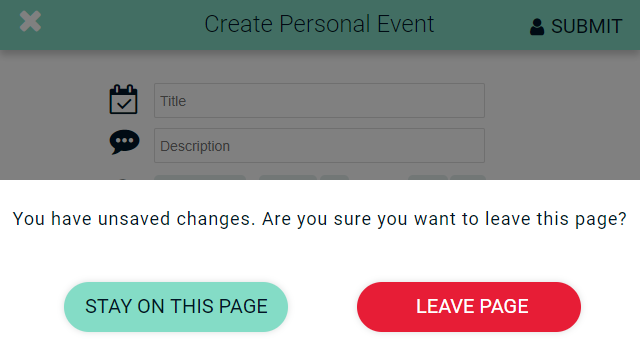 Create Personal Event
SUBMIT
Title
Description
You have unsaved changes. Are you sure you want to leave this page?
STAY ON THIS PAGE
LEAVE PAGE